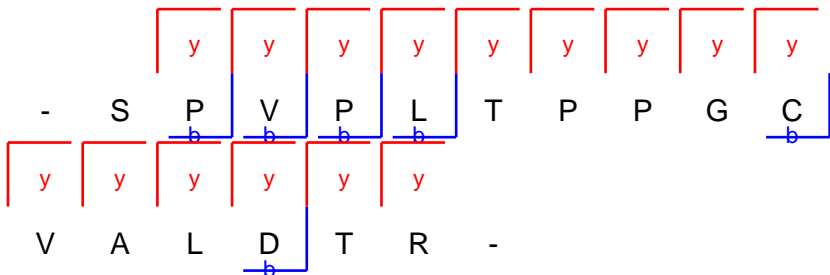 y y y y y y y y y
- S P V P L T P P G C
b b b b b
y y y y y y
V A L D T R -
b